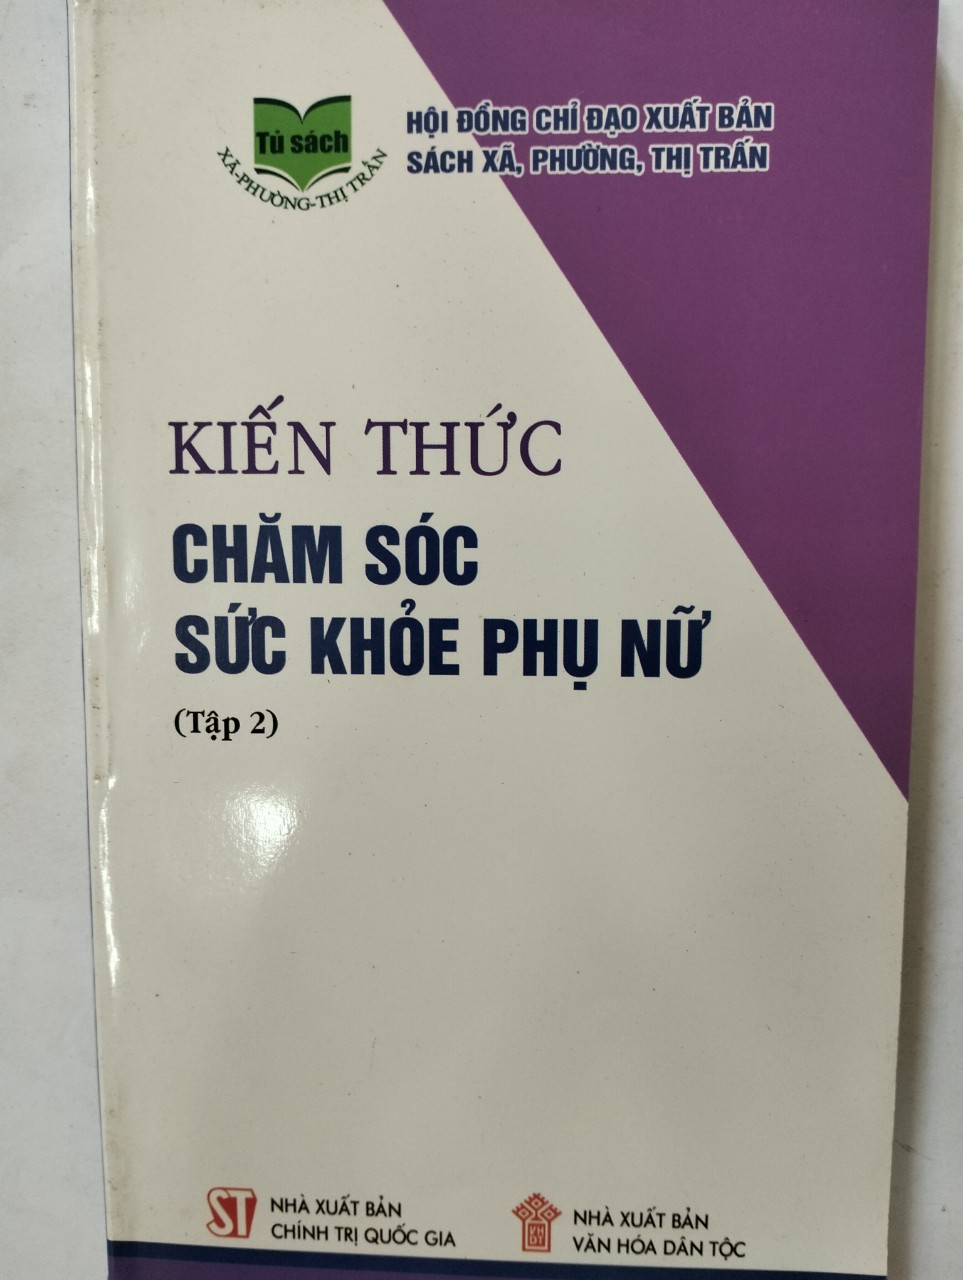 Tủ sách
XÃ-PHƯỜNG-THỊ TRẤN
HỘI ĐỒNG CHỈ ĐẠO XUẤT BẢN
SÁCH XÃ, PHƯỜNG, THỊ TRẤN
KIẾN THỨC
CHĂM SÓC
SỨC KHỎE PHỤ NỮ
(Tập 2)
ST
NHÀ XUẤT BẢN
CHÍNH TRỊ QUỐC GIA
VH
DT
NHÀ XUẤT BẢN
VĂN HÓA DÂN TỘC